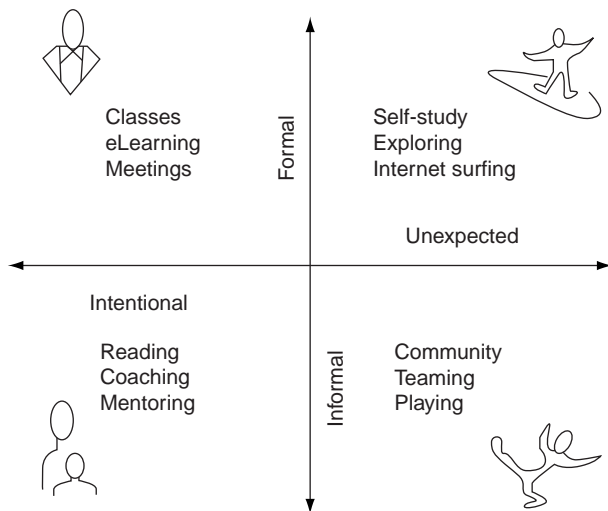 Classes
eLearning
Meetings
Formal
Self-study
Exploring
Internet surfing
Unexpected
Intentional
Reading
Coaching
Mentoring
Informal
Community
Teaming
Playing